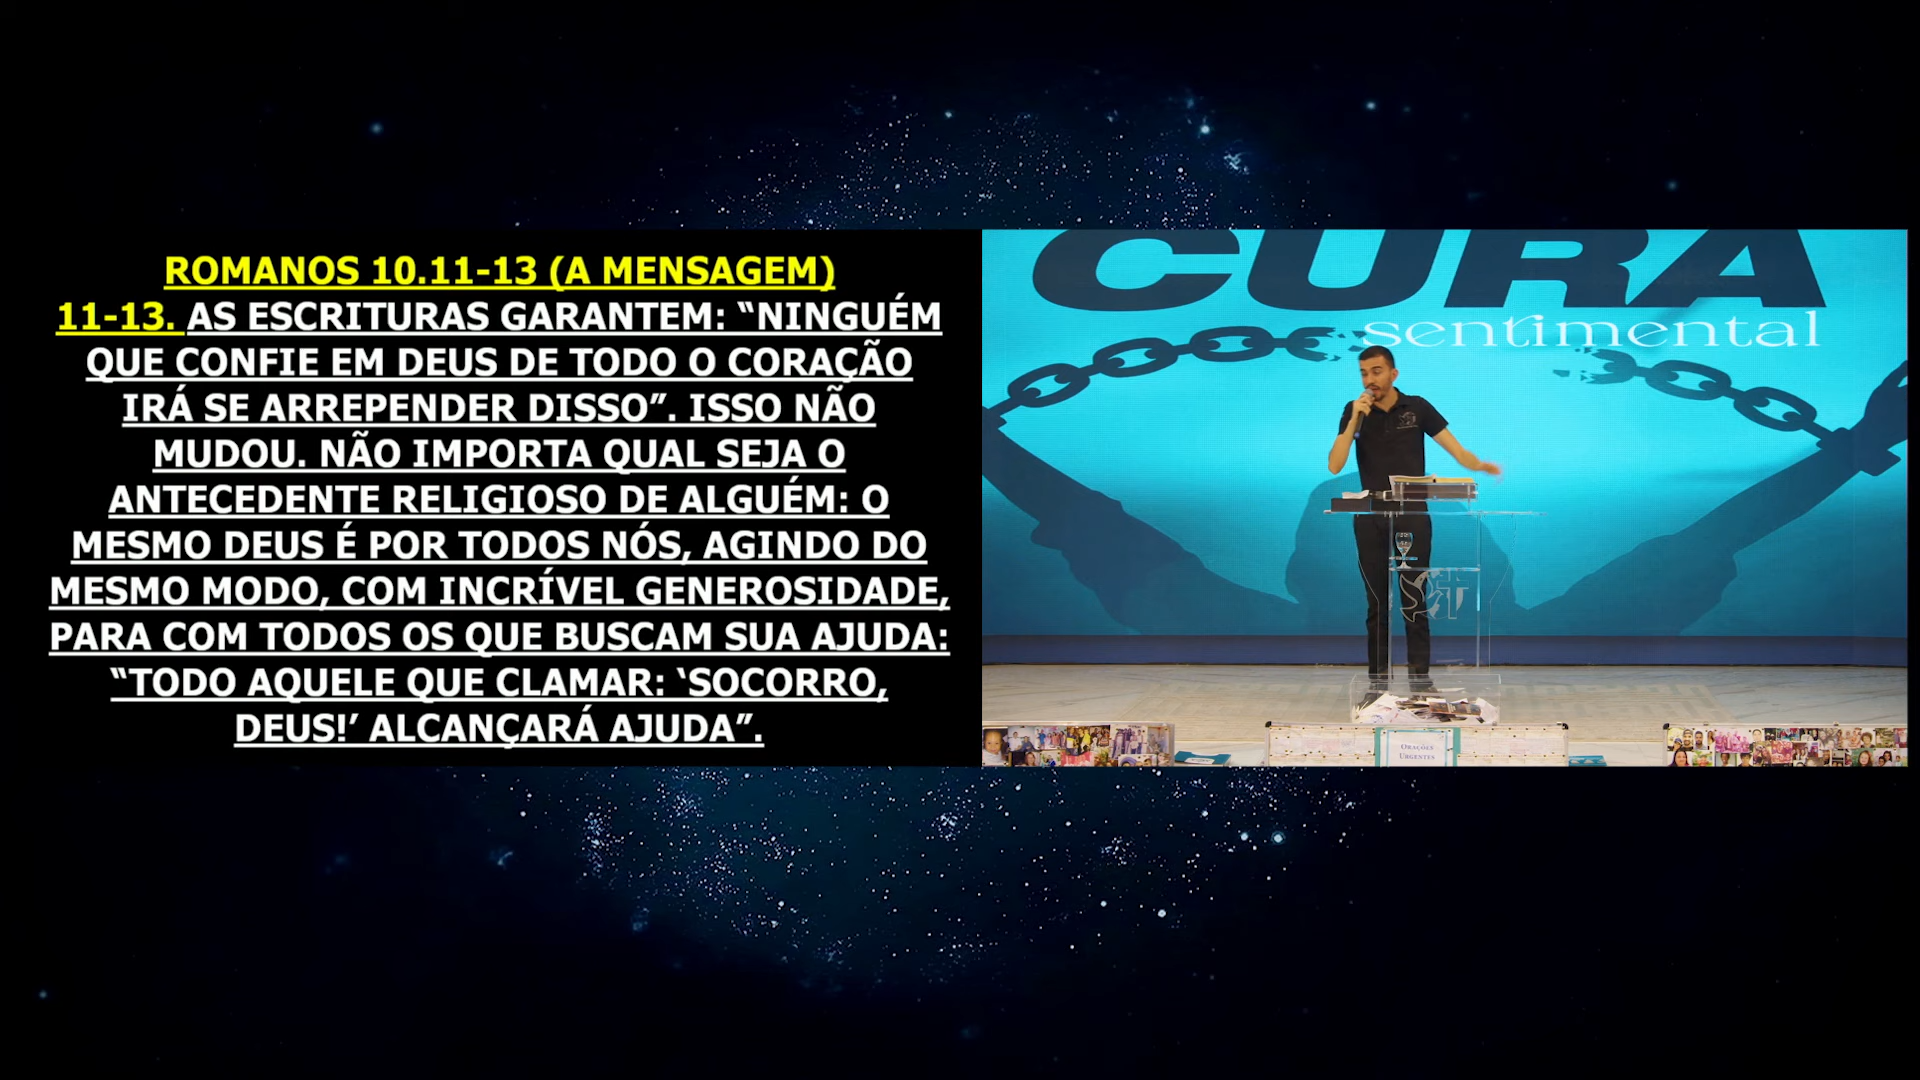 ROMANOS 10.11-13 (A MENSAGEM)
11-13. AS ESCRITURAS GARANTEM: “NINGUÉM
QUE CONFIE EM DEUS DE TODO O CORAÇÃO
IRÁ SE ARREPENDER DISSO”. ISSO NÃO
MUDOU. NÃO IMPORTA QUAL SEJA O
ANTECEDENTE RELIGIOSO DE ALGUÉM: O
MESMO DEUS É POR TODOS NÓS, AGINDO DO
MESMO MODO, COM INCRÍVEL GENEROSIDADE,
PARA COM TODOS OS QUE BUSCAM SUA AJUDA:
“TODO AQUELE QUE CLAMAR: ‘SOCORRO,
DEUS!’ ALCANÇARÁ AJUDA”.
CURA
sentimental
ORAÇÕES
URGENTES